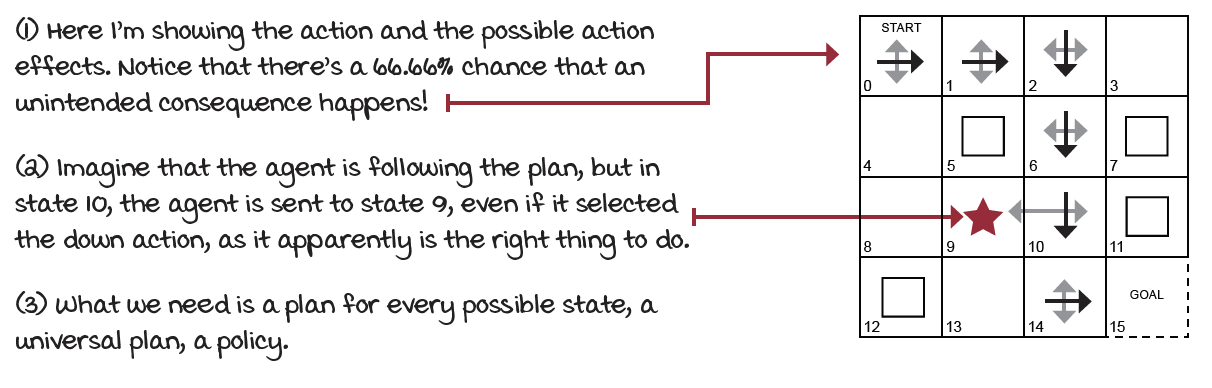 (1) Here I'm showing the action and the possible action
effects. Notice that there's a 66.66% chance that an
unintended consequence happens!
(2) Imagine that the agent is following the plan, but in
state 10, the agent is sent to state 9, even if it selected
the down action, as it apparently is the right thing to do.
(3) What we need is a plan for every possible state, a
universal plan, a policy.
START
0 1 2 3
4 5 6 7
8 9 10 11
GOAL
12 13 14 15